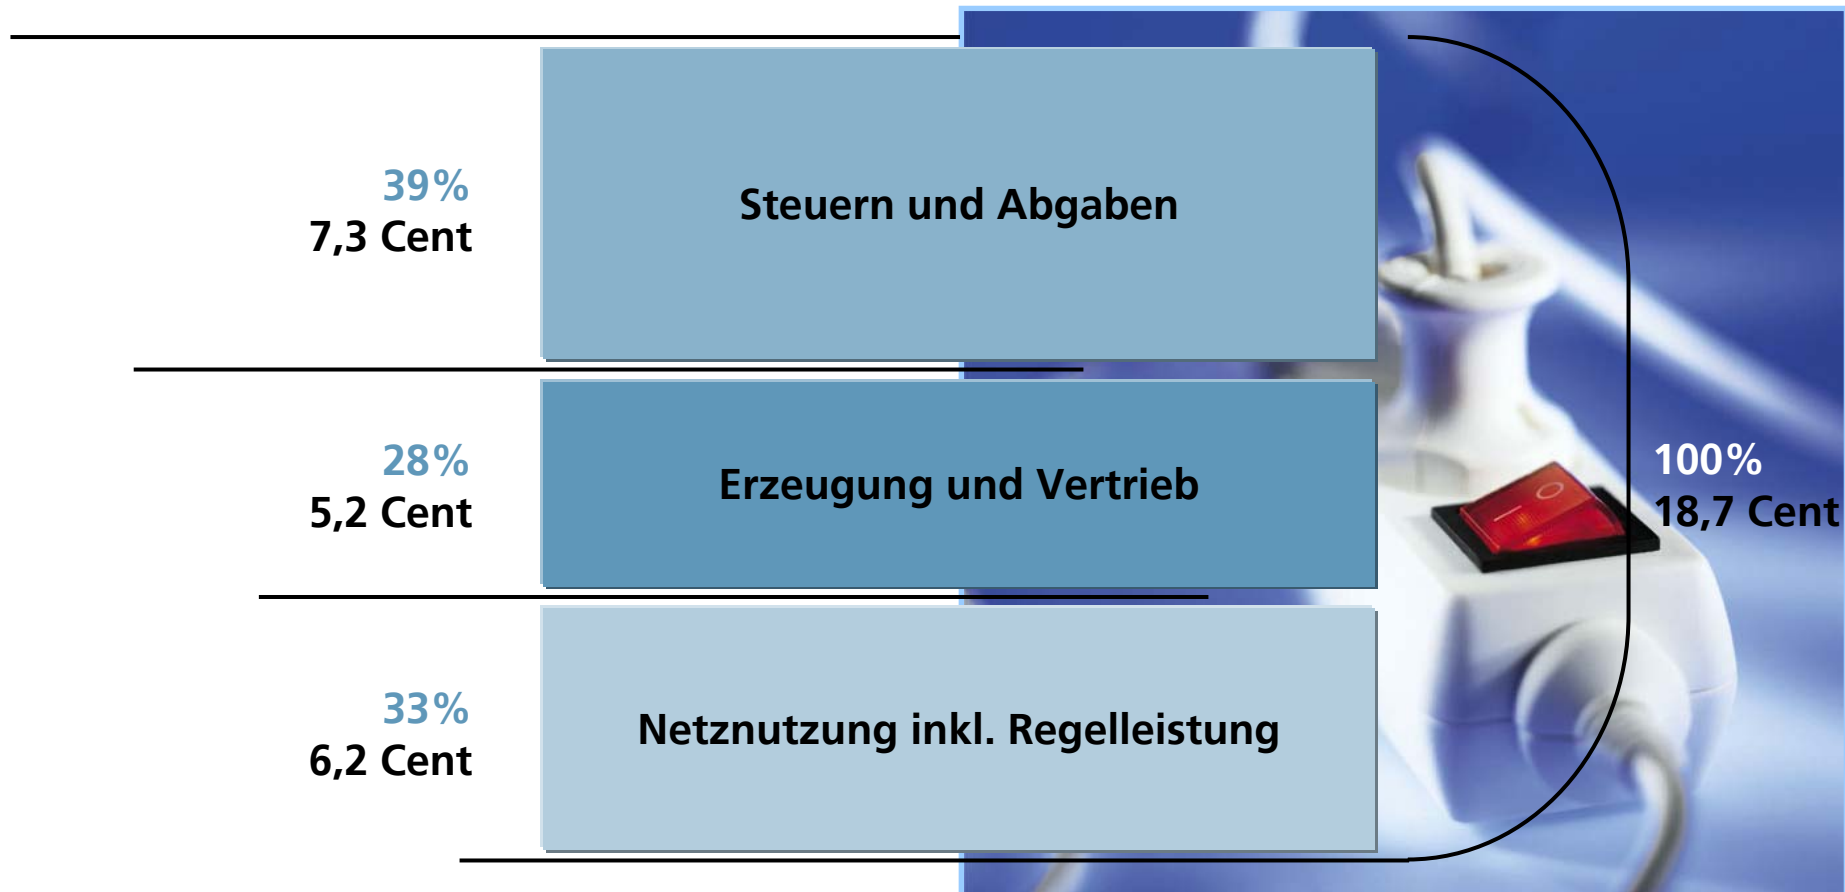 39%
7,3 Cent
Steuern und Abgaben
28%
5,2 Cent
Erzeugung und Vertrieb
100%
18,7 Cent
33%
6,2 Cent
Netznutzung inkl. Regelleistung